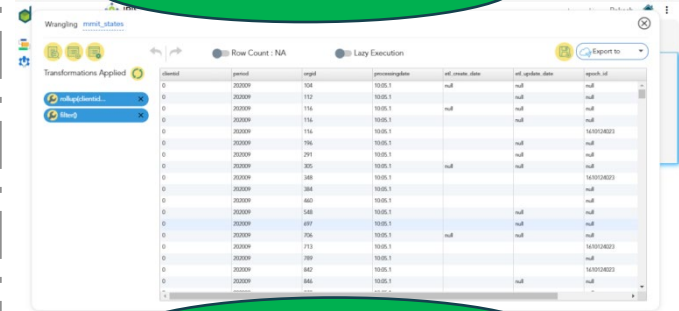 Wrangling mmit_states
Row Count : NA
Lazy Execution
Export to
Transformations Applied
rollup(clientid...
filter()
clientid period orgid processingdate etl_create_date etl_update_date epoch_id
0 202009 104 10:05.1 null null null
0 202009 112 10:05.1 null null
0 202009 116 10:05.1 null null null
0 202009 116 10:05.1 null null
0 202009 116 10:05.1 1610124023
0 202009 196 10:05.1 null null
0 202009 291 10:05.1 null null
0 202009 305 10:05.1 null null null
0 202009 348 10:05.1 1610124023
0 202009 384 10:05.1 null
0 202009 460 10:05.1 null
0 202009 548 10:05.1 null null
0 202009 697 10:05.1 null null
0 202009 706 10:05.1 null null null
0 202009 713 10:05.1 1610124023
0 202009 789 10:05.1 null
0 202009 842 10:05.1 1610124023
0 202009 846 10:05.1 null null